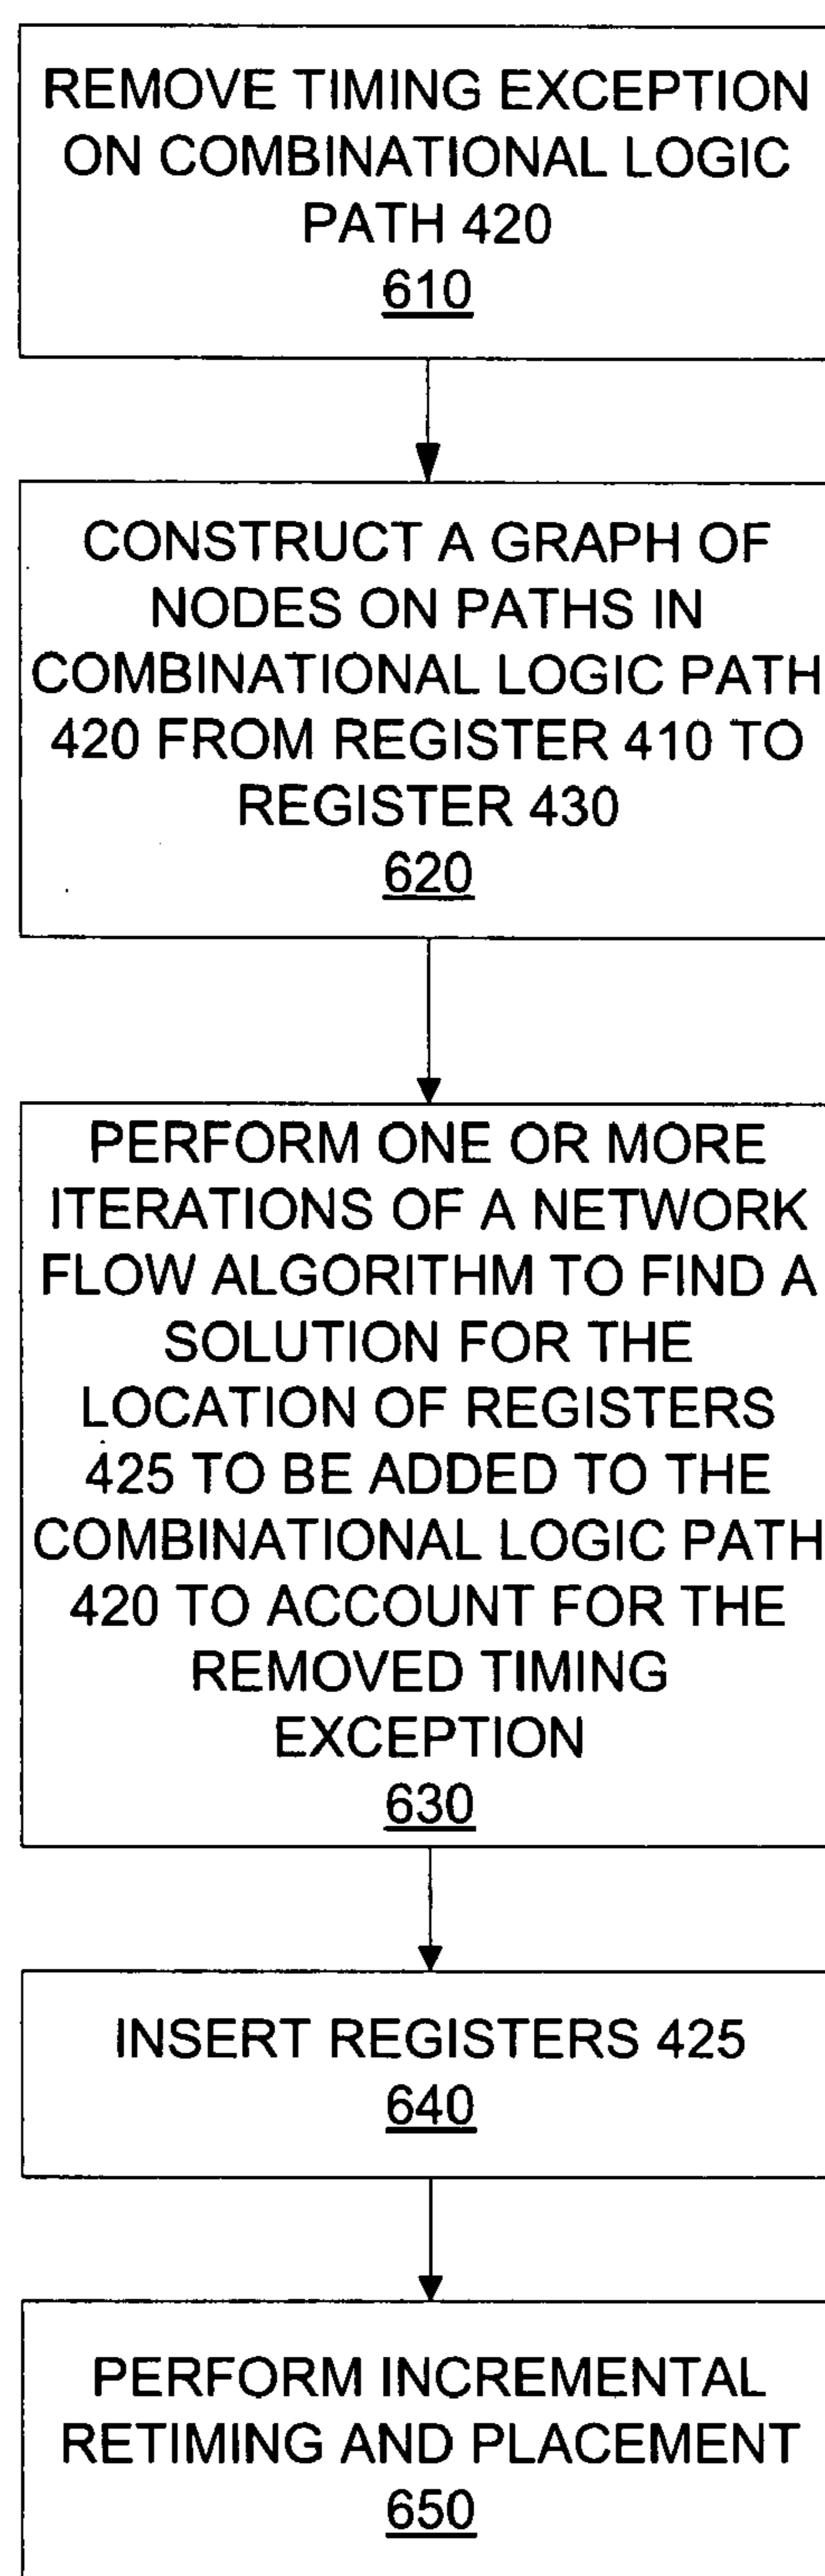 REMOVE TIMING EXCEPTION
ON COMBINATIONAL LOGIC
PATH 420
610
CONSTRUCT A GRAPH OF
NODES ON PATHS IN
COMBINATIONAL LOGIC PATH
420 FROM REGISTER 410 TO
REGISTER 430
620
PERFORM ONE OR MORE
ITERATIONS OF A NETWORK
FLOW ALGORITHM TO FIND A
SOLUTION FOR THE
LOCATION OF REGISTERS
425 TO BE ADDED TO THE
COMBINATIONAL LOGIC PATH
420 TO ACCOUNT FOR THE
REMOVED TIMING
EXCEPTION
630
INSERT REGISTERS 425
640
PERFORM INCREMENTAL
RETIMING AND PLACEMENT
650